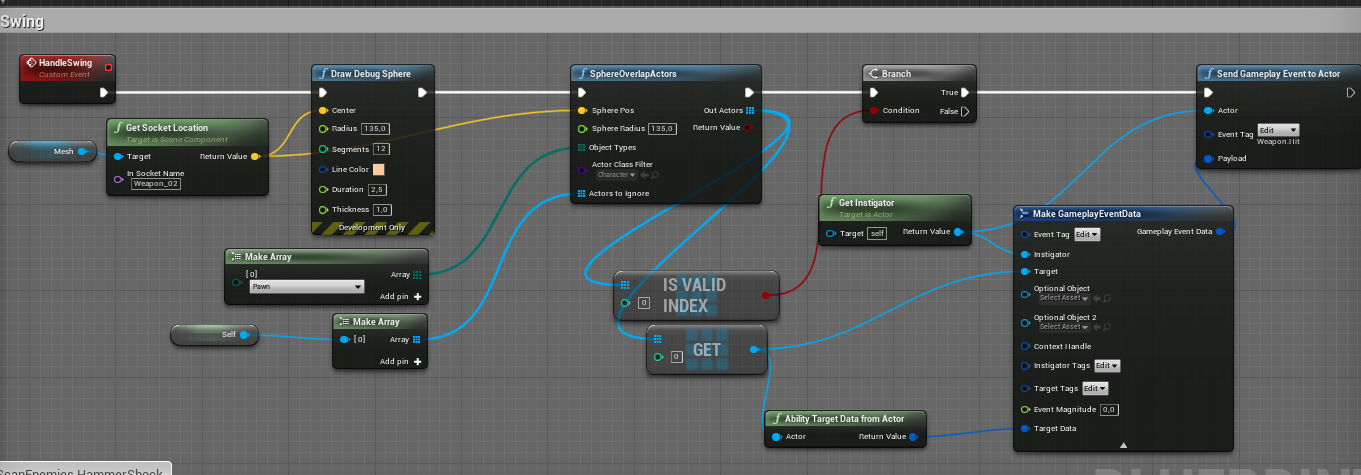 Swing
HandleSwing
Custom Event
Mesh
Get Socket Location
Target is Scene Component
Target
Return Value
In Socket Name
Weapon_02
Draw Debug Sphere
Center
Radius 135,0
Segments 12
Line Color
Duration 2,5
Thickness 1,0
Development Only
Make Array
[0]
Array
Pawn
Add pin
Self
Make Array
[0]
Array
Add pin
SphereOverlapActors
Sphere Pos
Out Actors
Sphere Radius 135,0
Return Value
Object Types
Actor Class Filter
Character
Actors to Ignore
IS VALID
INDEX
0
GET
0
Branch
True
Condition
False
Get Instigator
Target is Actor
Target self
Return Value
Ability Target Data from Actor
Actor
Return Value
Make GameplayEventData
Event Tag Edit
Gameplay Event Data
Instigator
Target
Optional Object
Select Asset
Optional Object 2
Select Asset
Context Handle
Instigator Tags Edit
Target Tags Edit
Event Magnitude 0,0
Target Data
Send Gameplay Event to Actor
Actor
Event Tag Edit
Weapon.Hit
Payload